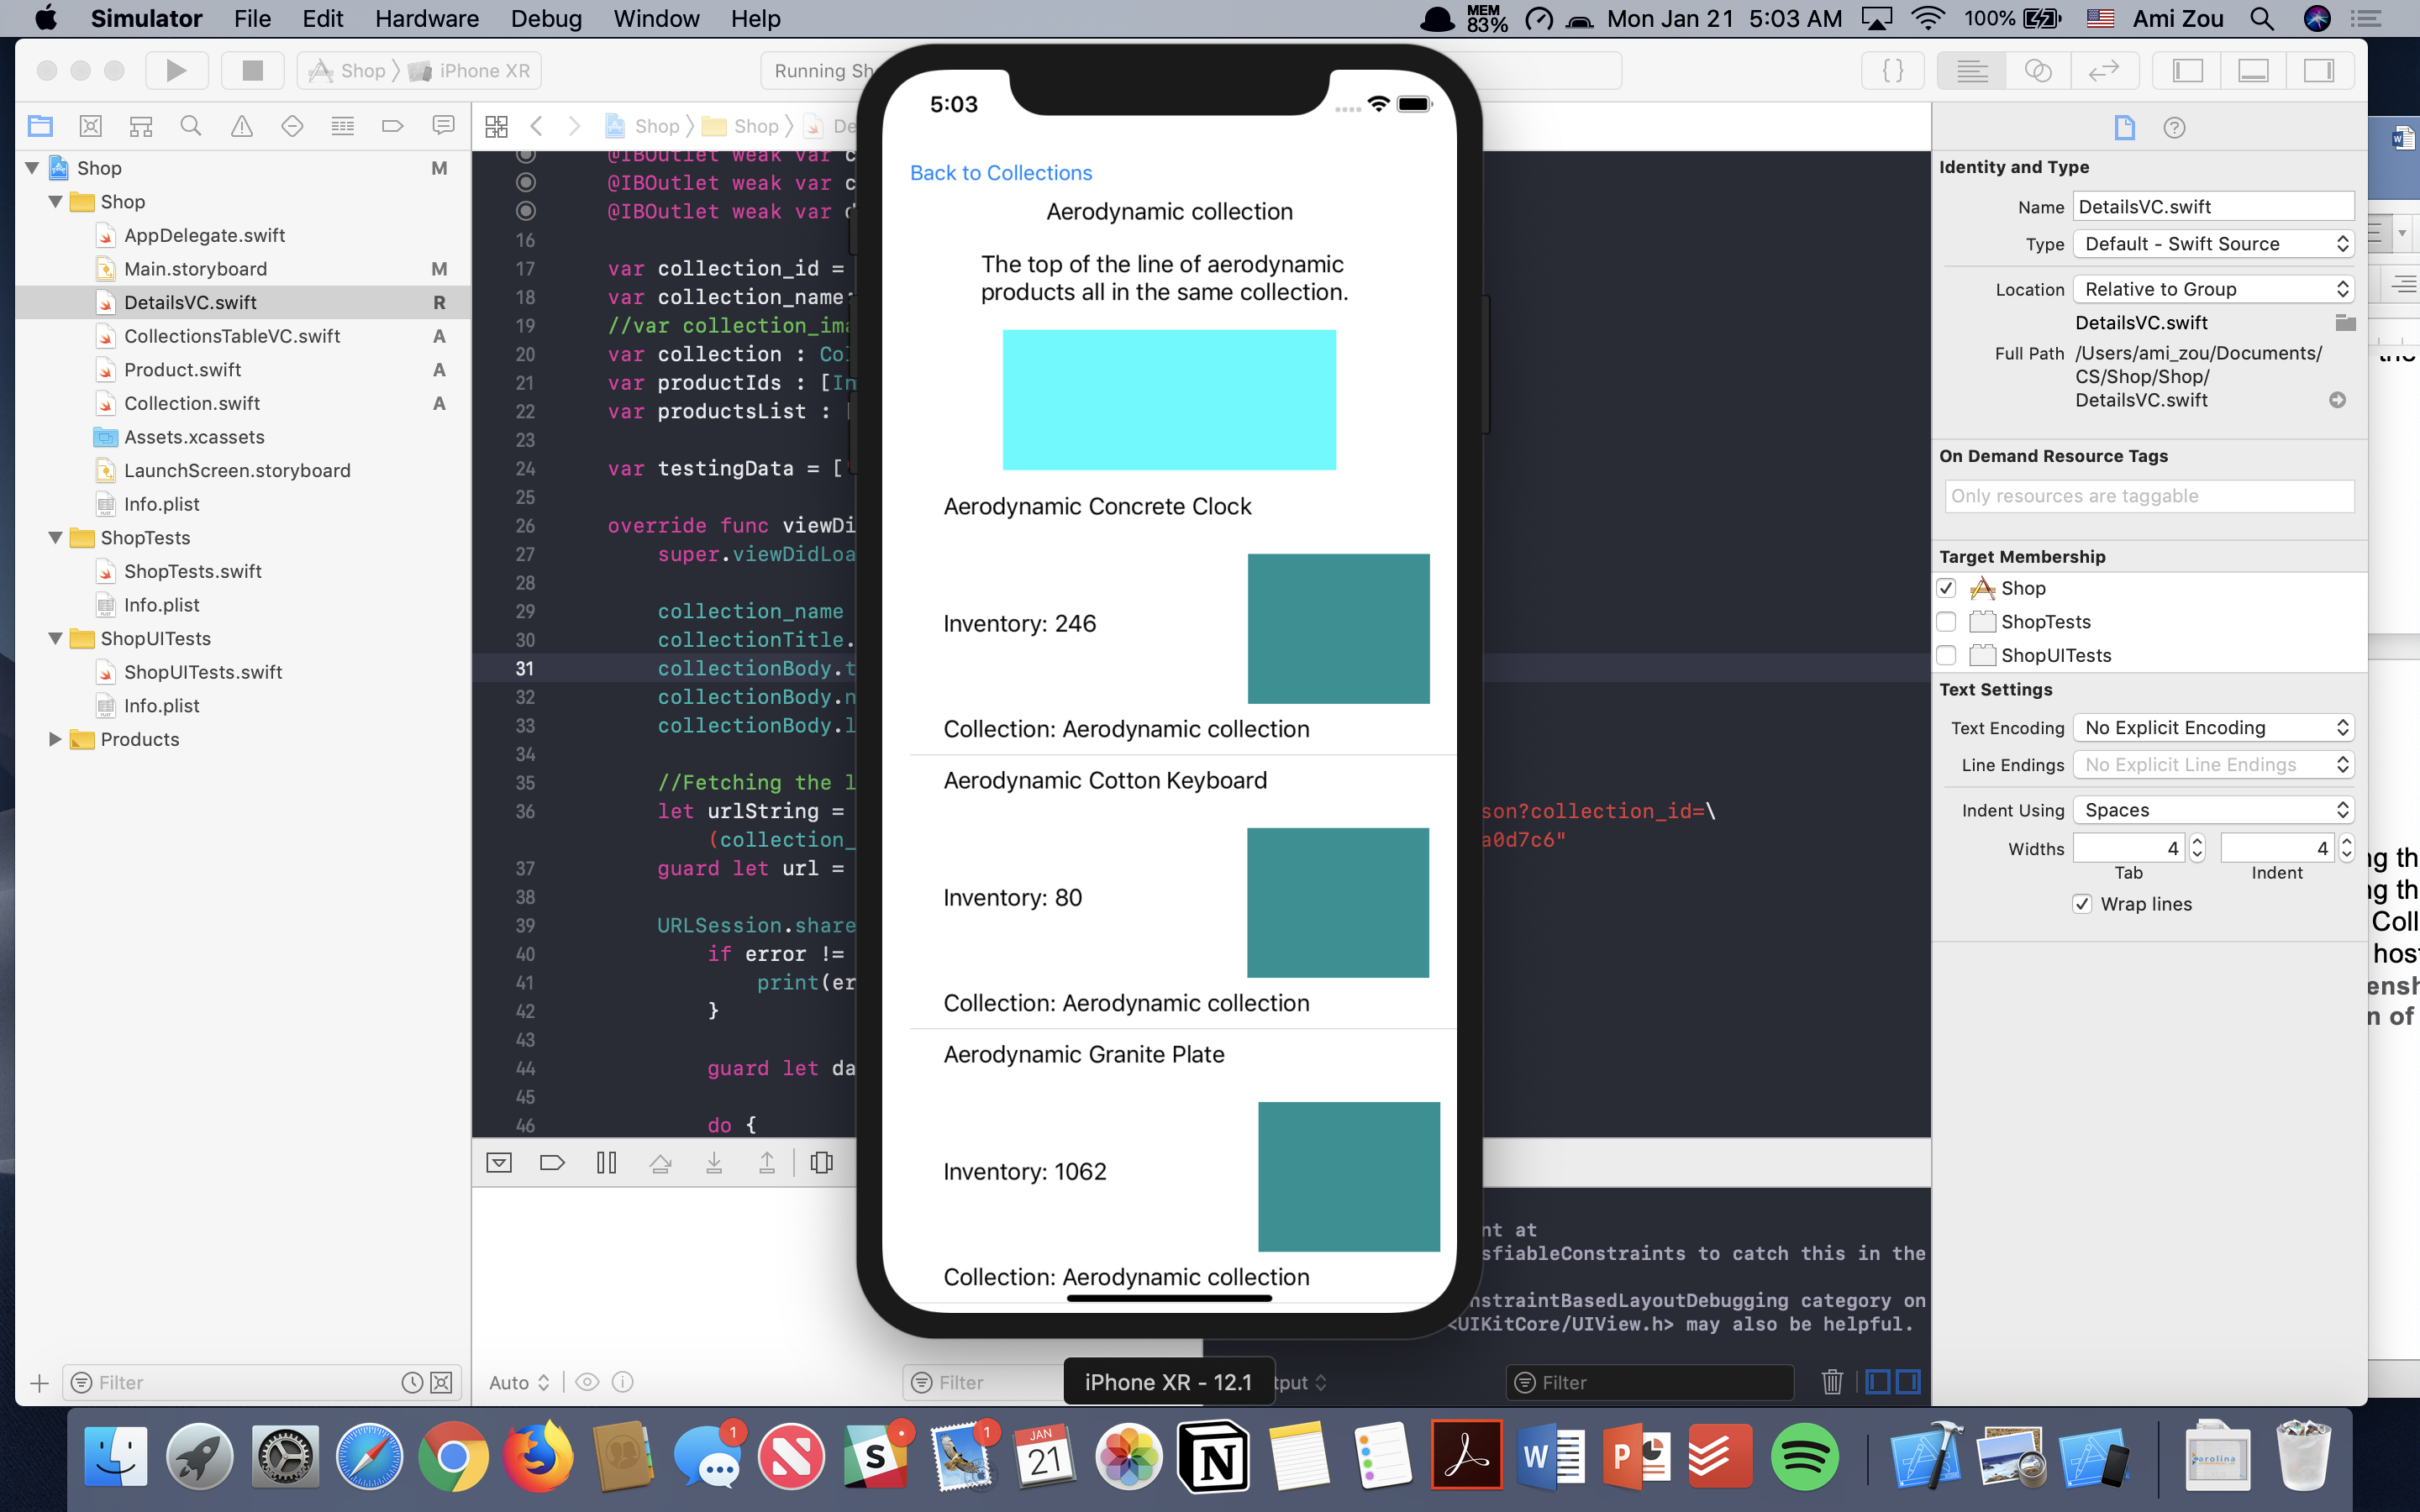 Simulator File Edit Hardware Debug Window Help
MEM 83% Mon Jan 21 5:03 AM 100% Ami Zou
Shop iPhone XR
Running Sh
Shop Shop De
Shop M
Shop
AppDelegate.swift
Main.storyboard M
DetailsVC.swift R
CollectionsTableVC.swift A
Product.swift A
Collection.swift A
Assets.xcassets
LaunchScreen.storyboard
Info.plist
ShopTests
ShopTests.swift
Info.plist
ShopUITests
ShopUITests.swift
Info.plist
Products
Filter
@IBOutlet weak var c
@IBOutlet weak var c
@IBOutlet weak var d
16
17 var collection_id =
18 var collection_name:
19 //var collection_ima
20 var collection : Col
21 var productIds : [In
22 var productsList : [
23
24 var testingData = [
25
26 override func viewDi
27 super.viewDidLoa
28
29 collection_name
30 collectionTitle.
31 collectionBody.t
32 collectionBody.n
33 collectionBody.l
34
35 //Fetching the l
36 let urlString =
(collection_
son?collection_id=\
a0d7c6"
37 guard let url =
38
39 URLSession.share
40 if error !=
41 print(er
42 }
43
44 guard let da
45
46 do {
5:03
Back to Collections
Aerodynamic collection
The top of the line of aerodynamic
products all in the same collection.
Aerodynamic Concrete Clock
Inventory: 246
Collection: Aerodynamic collection
Aerodynamic Cotton Keyboard
Inventory: 80
Collection: Aerodynamic collection
Aerodynamic Granite Plate
Inventory: 1062
Collection: Aerodynamic collection
iPhone XR - 12.1
nt at
sfiableConstraints to catch this in the
nstraintBasedLayoutDebugging category on
<UIKitCore/UIView.h> may also be helpful.
Auto Filter tput Filter
Identity and Type
Name DetailsVC.swift
Type Default - Swift Source
Location Relative to Group
DetailsVC.swift
Full Path /Users/ami_zou/Documents/
CS/Shop/Shop/
DetailsVC.swift
On Demand Resource Tags
Only resources are taggable
Target Membership
Shop
ShopTests
ShopUITests
Text Settings
Text Encoding No Explicit Encoding
Line Endings No Explicit Line Endings
Indent Using Spaces
Widths 4 4
Tab Indent
Wrap lines
ng th
ng th
Coll
host
ensh
n of
1
1
JAN
21